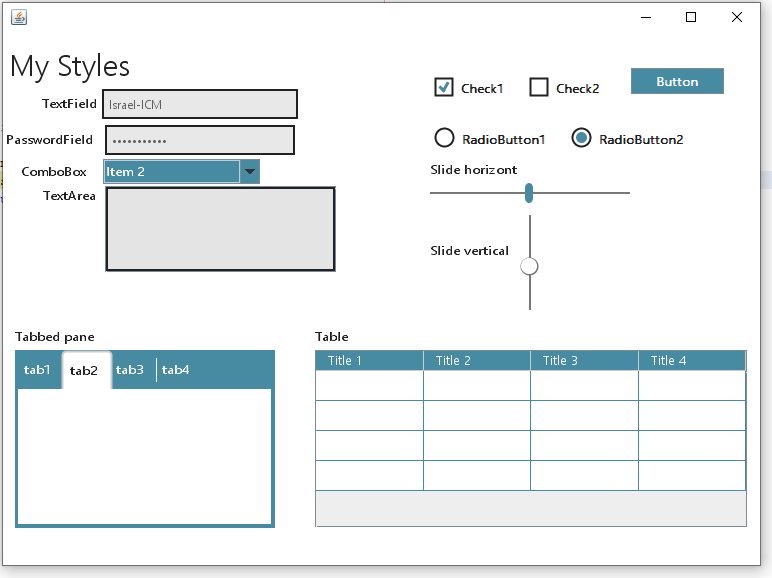 My Styles
TextField Israel-ICM
PasswordField •••••••••••
ComboBox Item 2
TextArea
Check1 Check2 Button
RadioButton1 RadioButton2
Slide horizont
Slide vertical
Tabbed pane
tab1 tab2 tab3 tab4
Table
Title 1 Title 2 Title 3 Title 4